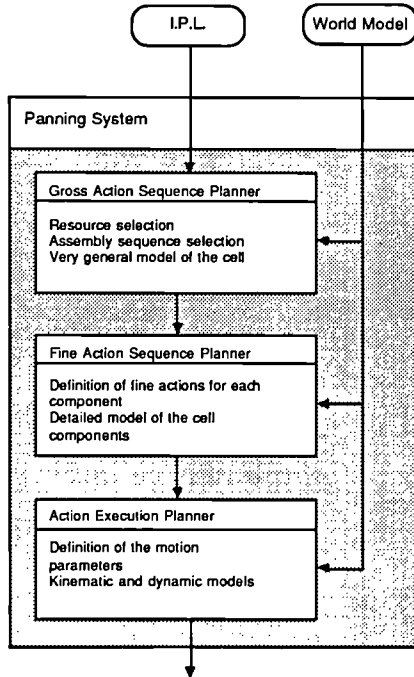 I.P.L.
World Model
Panning System
Gross Action Sequence Planner
Resource selection
Assembly sequence selection
Very general model of the cell
Fine Action Sequence Planner
Definition of fine actions for each
component
Detailed model of the cell
components
Action Execution Planner
Definition of the motion
parameters
Kinematic and dynamic models